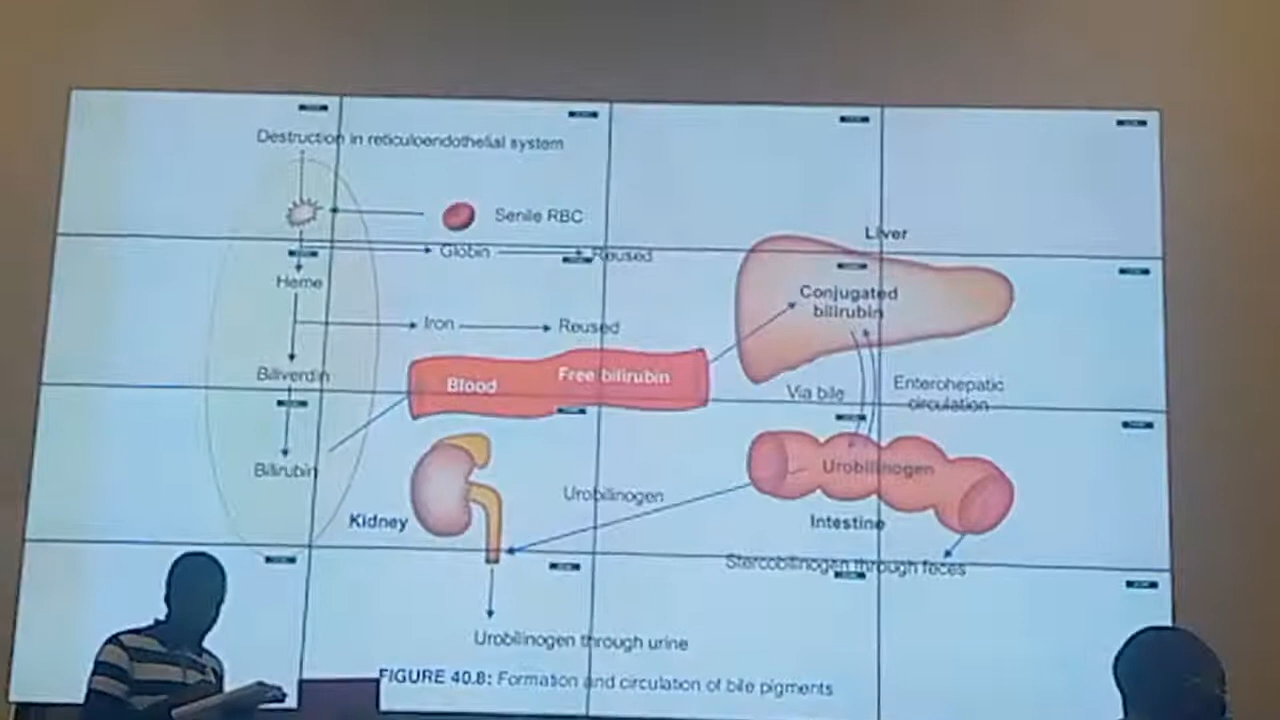 Destruction in reticuloendothelial system
Senile RBC
Globin
Reused
Heme
Iron
Reused
Biliverdin
Bilirubin
Blood
Free bilirubin
Liver
Conjugated
bilirubin
Via bile
Enterohepatic
circulation
Urobilinogen
Intestine
Urobilinogen
Kidney
Stercobilinogen through feces
Urobilinogen through urine
FIGURE 40.8: Formation and circulation of bile pigments